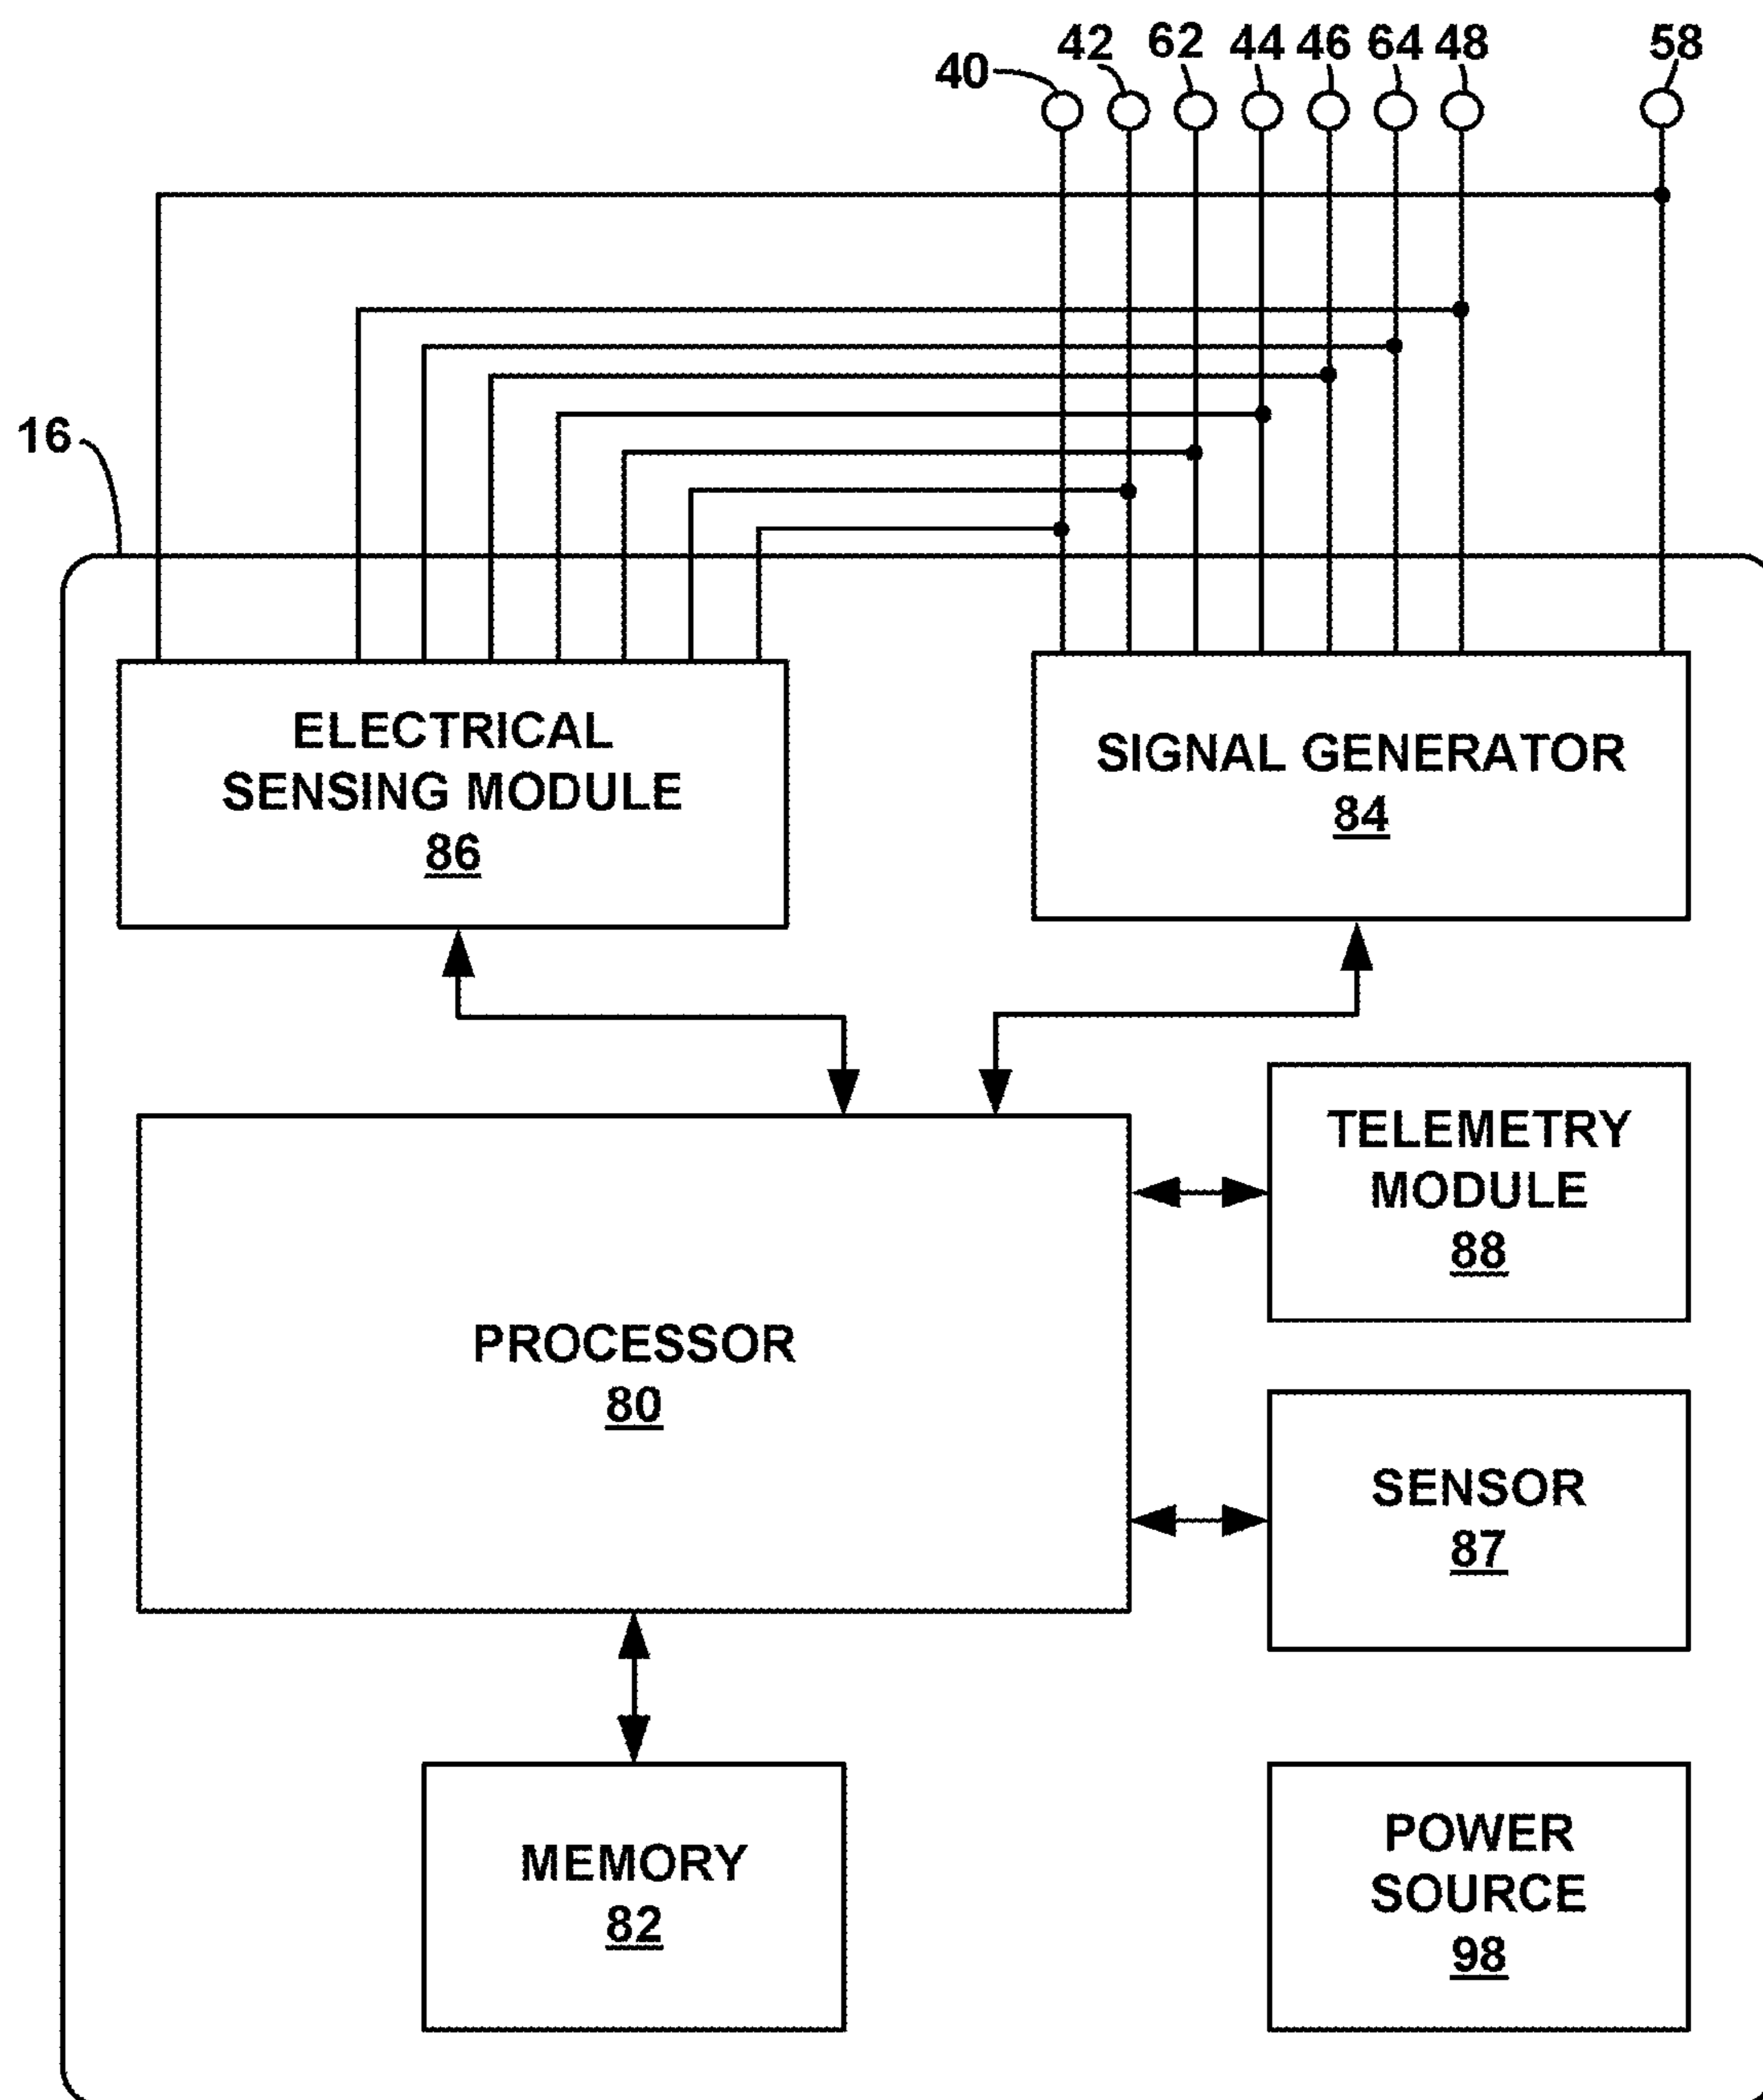 40 42 62 44 46 64 48 58
16
ELECTRICAL
SENSING MODULE
86
SIGNAL GENERATOR
84
TELEMETRY
MODULE
88
PROCESSOR
80
SENSOR
87
MEMORY
82
POWER
SOURCE
98